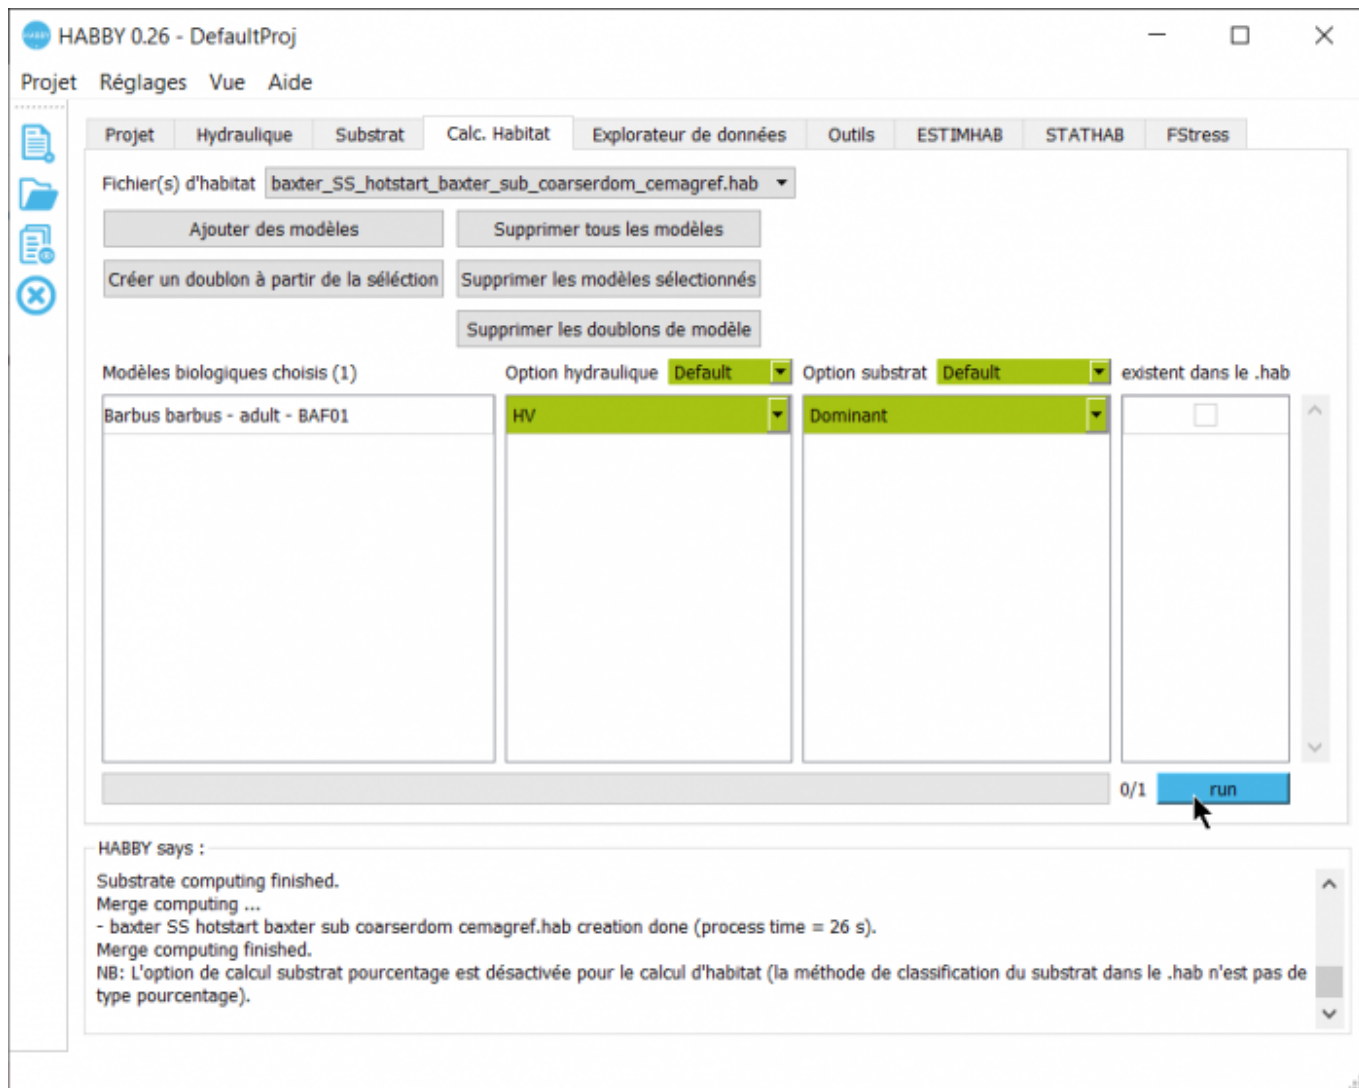 HABBY 0.26 - DefaultProj
Projet Réglages Vue Aide
Projet Hydraulique Substrat Calc. Habitat Explorateur de données Outils ESTIMHAB STATHAB FStress
Fichier(s) d'habitat baxter_SS_hotstart_baxter_sub_coarserdom_cemagref.hab
Ajouter des modèles Supprimer tous les modèles
Créer un doublon à partir de la séléction Supprimer les modèles sélectionnés
Supprimer les doublons de modèle
Modèles biologiques choisis (1) Option hydraulique Default Option substrat Default existent dans le .hab
Barbus barbus - adult - BAF01 HV Dominant
0/1 run
HABBY says :
Substrate computing finished.
Merge computing ...
- baxter SS hotstart baxter sub coarserdom cemagref.hab creation done (process time = 26 s).
Merge computing finished.
NB: L'option de calcul substrat pourcentage est désactivée pour le calcul d'habitat (la méthode de classification du substrat dans le .hab n'est pas de
type pourcentage).